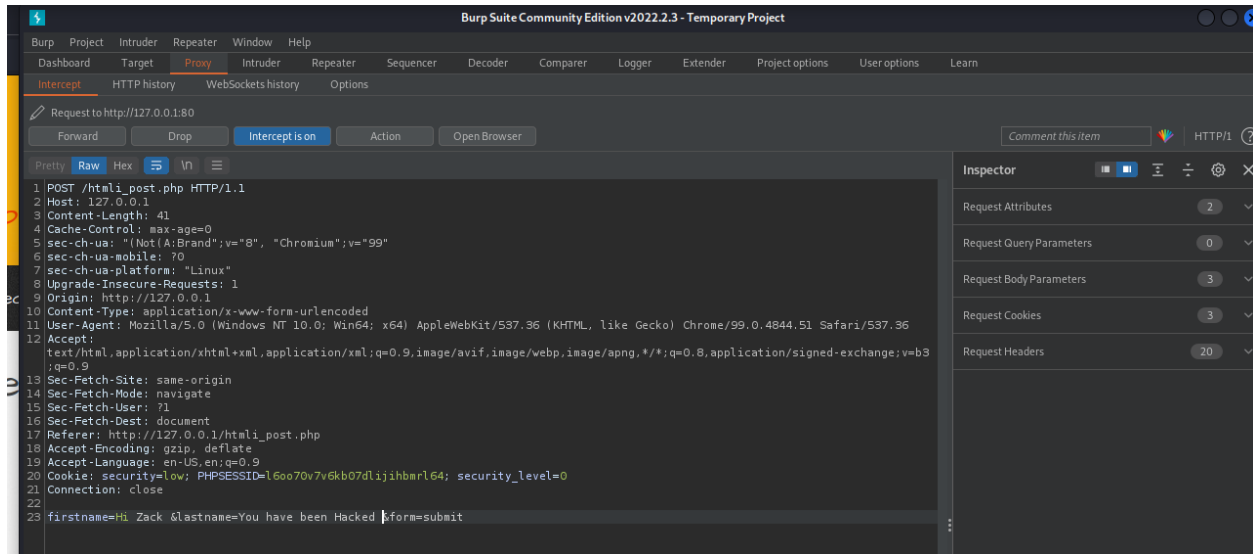 Burp Suite Community Edition v2022.2.3 - Temporary Project
Burp Project Intruder Repeater Window Help
Dashboard Target Proxy Intruder Repeater Sequencer Decoder Comparer Logger Extender Project options User options Learn
Intercept HTTP history WebSockets history Options
Request to http://127.0.0.1:80
Forward Drop Intercept is on Action Open Browser Comment this item HTTP/1 ?
Pretty Raw Hex \n
Inspector
1 POST /htmli_post.php HTTP/1.1
2 Host: 127.0.0.1
3 Content-Length: 41
4 Cache-Control: max-age=0
5 sec-ch-ua: "(Not(A:Brand";v="8", "Chromium";v="99"
6 sec-ch-ua-mobile: ?0
7 sec-ch-ua-platform: "Linux"
8 Upgrade-Insecure-Requests: 1
9 Origin: http://127.0.0.1
10 Content-Type: application/x-www-form-urlencoded
11 User-Agent: Mozilla/5.0 (Windows NT 10.0; Win64; x64) AppleWebKit/537.36 (KHTML, like Gecko) Chrome/99.0.4844.51 Safari/537.36
12 Accept:
text/html,application/xhtml+xml,application/xml;q=0.9,image/avif,image/webp,image/apng,*/*;q=0.8,application/signed-exchange;v=b3
;q=0.9
13 Sec-Fetch-Site: same-origin
14 Sec-Fetch-Mode: navigate
15 Sec-Fetch-User: ?1
16 Sec-Fetch-Dest: document
17 Referer: http://127.0.0.1/htmli_post.php
18 Accept-Encoding: gzip, deflate
19 Accept-Language: en-US,en;q=0.9
20 Cookie: security=low; PHPSESSID=l6oo70v7v6kb07dlijihbmrl64; security_level=0
21 Connection: close
22
23 firstname=Hi Zack &lastname=You have been Hacked &form=submit
Request Attributes 2
Request Query Parameters 0
Request Body Parameters 3
Request Cookies 3
Request Headers 20